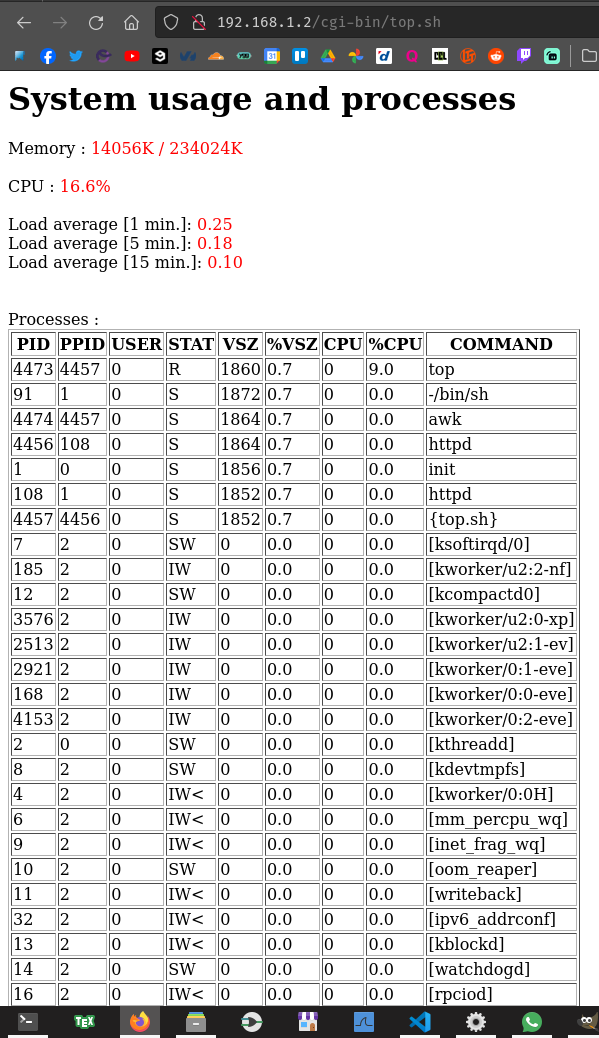 192.168.1.2/cgi-bin/top.sh
System usage and processes
Memory : 14056K / 234024K
CPU : 16.6%
Load average [1 min.]: 0.25
Load average [5 min.]: 0.18
Load average [15 min.]: 0.10
Processes :
PID PPID USER STAT VSZ %VSZ CPU %CPU COMMAND
4473 4457 0 R 1860 0.7 0 9.0 top
91 1 0 S 1872 0.7 0 0.0 -/bin/sh
4474 4457 0 S 1864 0.7 0 0.0 awk
4456 108 0 S 1864 0.7 0 0.0 httpd
1 0 0 S 1856 0.7 0 0.0 init
108 1 0 S 1852 0.7 0 0.0 httpd
4457 4456 0 S 1852 0.7 0 0.0 {top.sh}
7 2 0 SW 0 0.0 0 0.0 [ksoftirqd/0]
185 2 0 IW 0 0.0 0 0.0 [kworker/u2:2-nf]
12 2 0 SW 0 0.0 0 0.0 [kcompactd0]
3576 2 0 IW 0 0.0 0 0.0 [kworker/u2:0-xp]
2513 2 0 IW 0 0.0 0 0.0 [kworker/u2:1-ev]
2921 2 0 IW 0 0.0 0 0.0 [kworker/0:1-eve]
168 2 0 IW 0 0.0 0 0.0 [kworker/0:0-eve]
4153 2 0 IW 0 0.0 0 0.0 [kworker/0:2-eve]
2 0 0 SW 0 0.0 0 0.0 [kthreadd]
8 2 0 SW 0 0.0 0 0.0 [kdevtmpfs]
4 2 0 IW< 0 0.0 0 0.0 [kworker/0:0H]
6 2 0 IW< 0 0.0 0 0.0 [mm_percpu_wq]
9 2 0 IW< 0 0.0 0 0.0 [inet_frag_wq]
10 2 0 SW 0 0.0 0 0.0 [oom_reaper]
11 2 0 IW< 0 0.0 0 0.0 [writeback]
32 2 0 IW< 0 0.0 0 0.0 [ipv6_addrconf]
13 2 0 IW< 0 0.0 0 0.0 [kblockd]
14 2 0 SW 0 0.0 0 0.0 [watchdogd]
16 2 0 IW< 0 0.0 0 0.0 [rpciod]
TEX